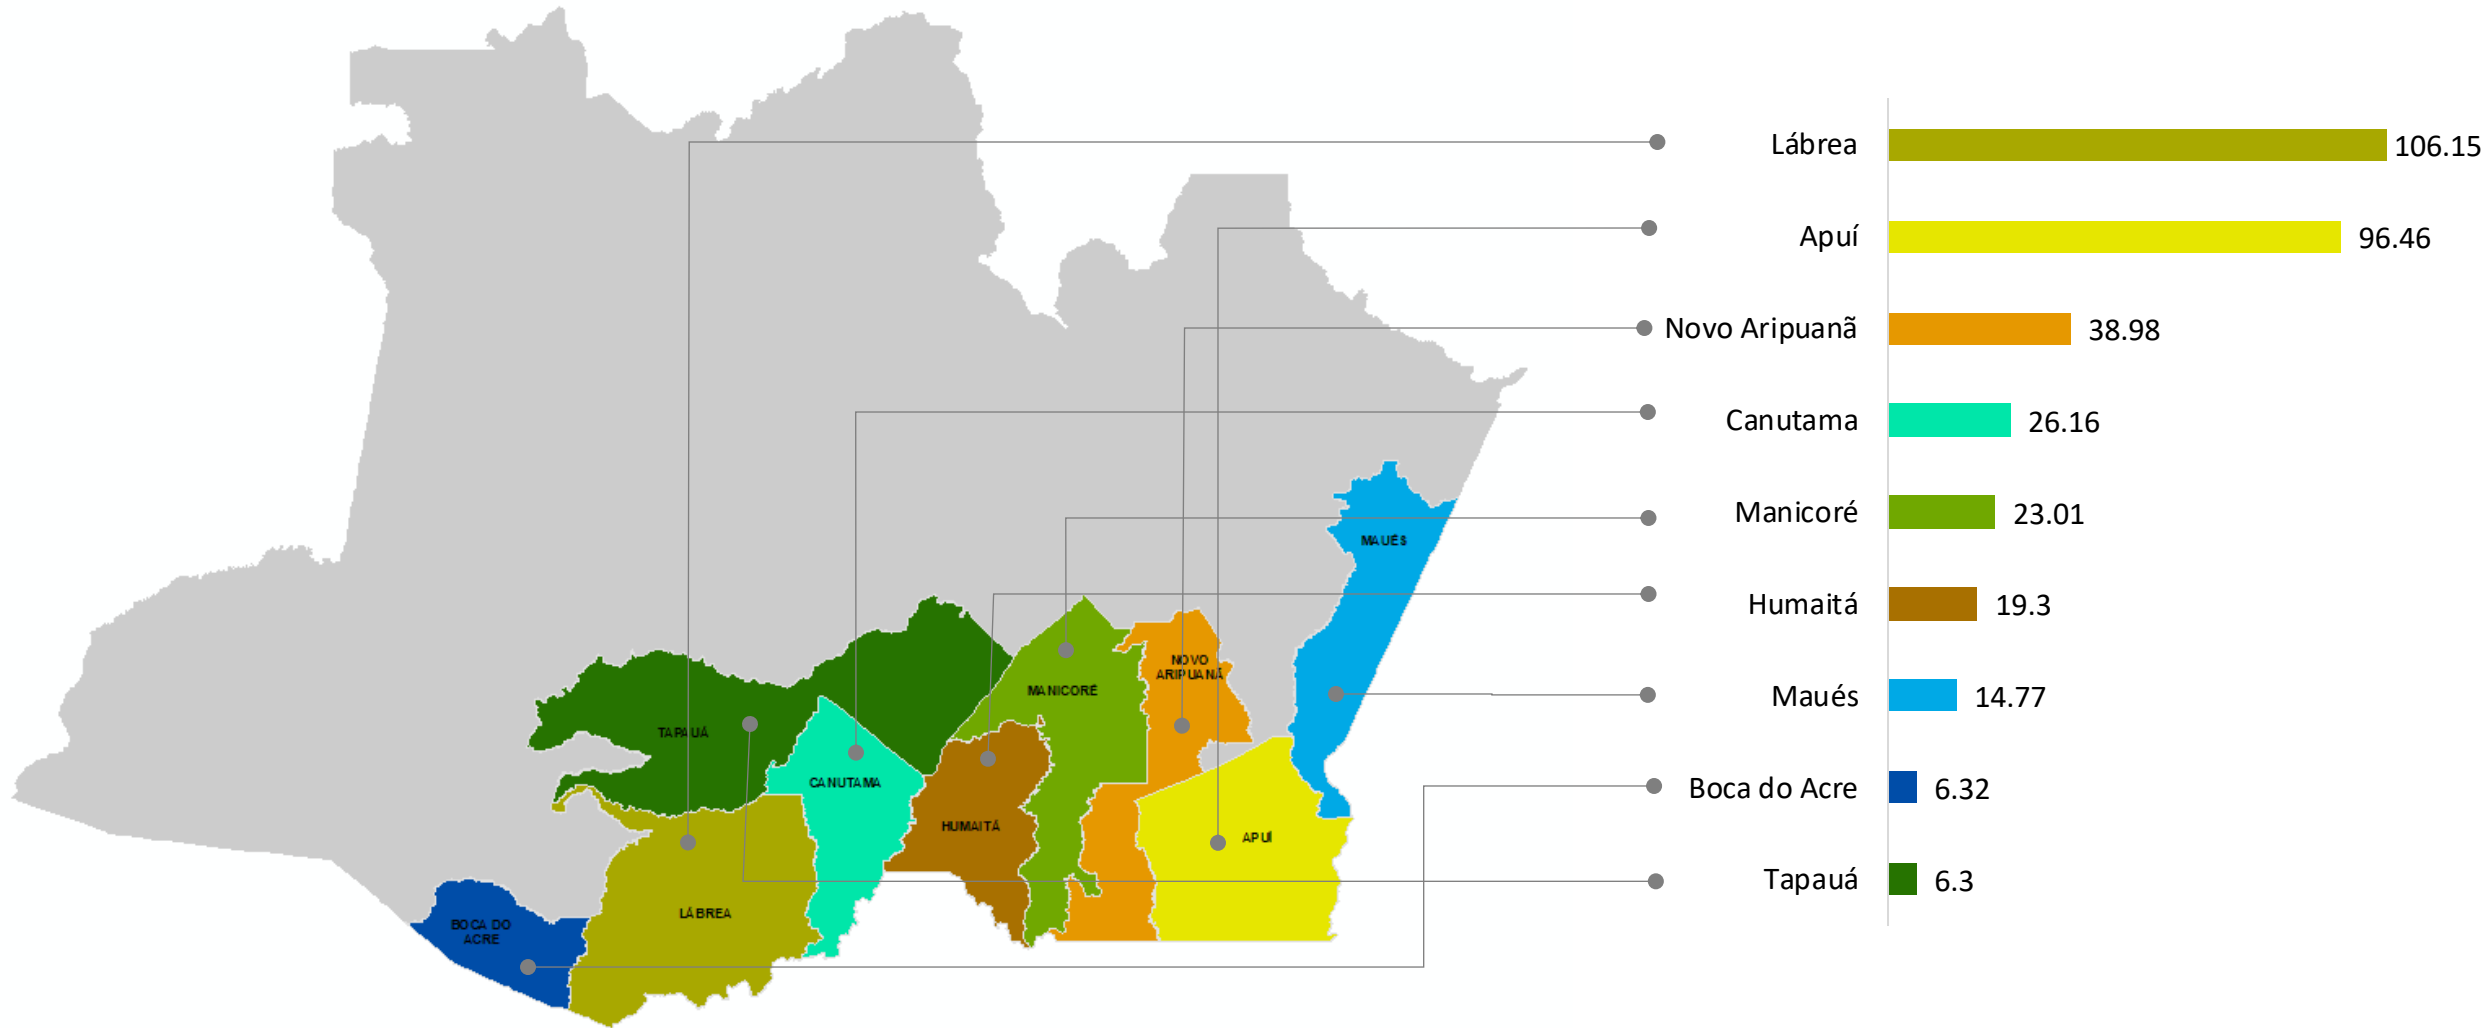 Lábrea 106.15
Apuí 96.46
Novo Aripuanã 38.98
Canutama 26.16
Manicoré 23.01
Humaitá 19.3
Maués 14.77
Boca do Acre 6.32
Tapauá 6.3
MAUÉS
NOVO
ARIPUANÃ
MANICORÉ
TAPAUÁ
CANUTAMA
HUMAITÁ
APUÍ
LÁBREA
BOCA DO
ACRE